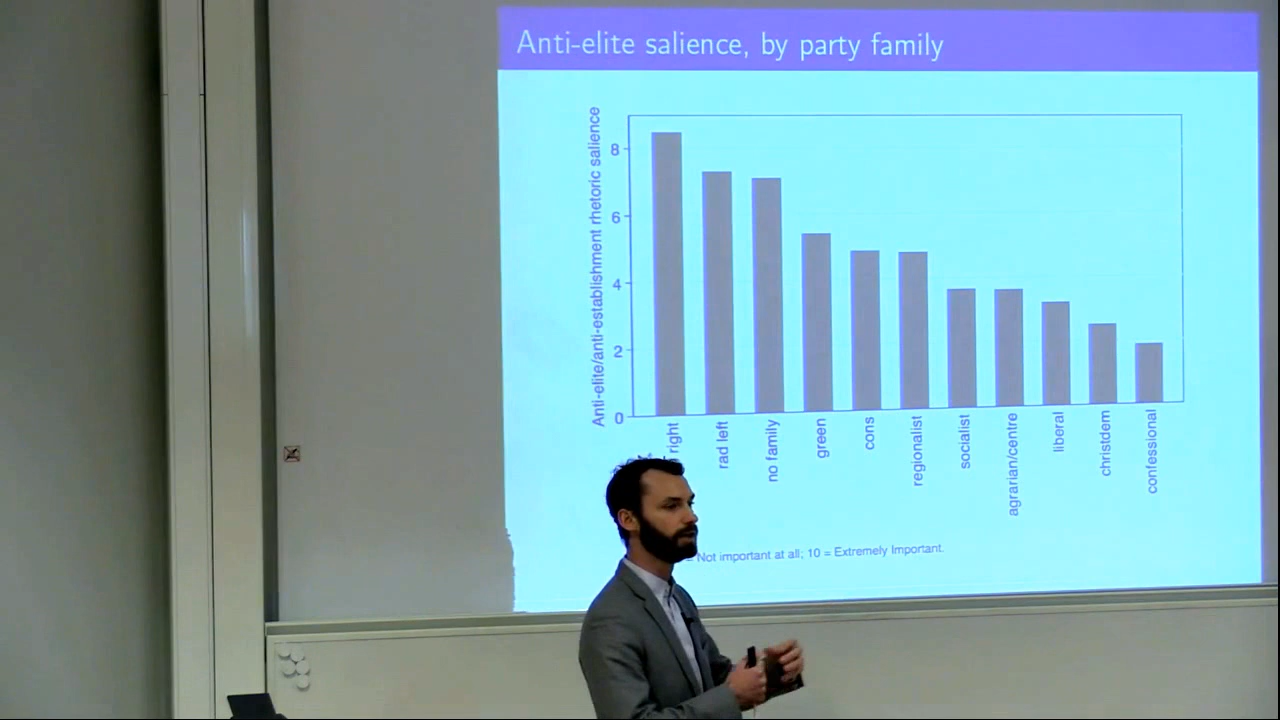 Anti-elite salience, by party family
Anti-elite/anti-establishment rhetoric salience
8
6
4
2
0
right
rad left
no family
green
cons
regionalist
socialist
agrarian/centre
liberal
christdem
confessional
= Not important at all; 10 = Extremely Important.